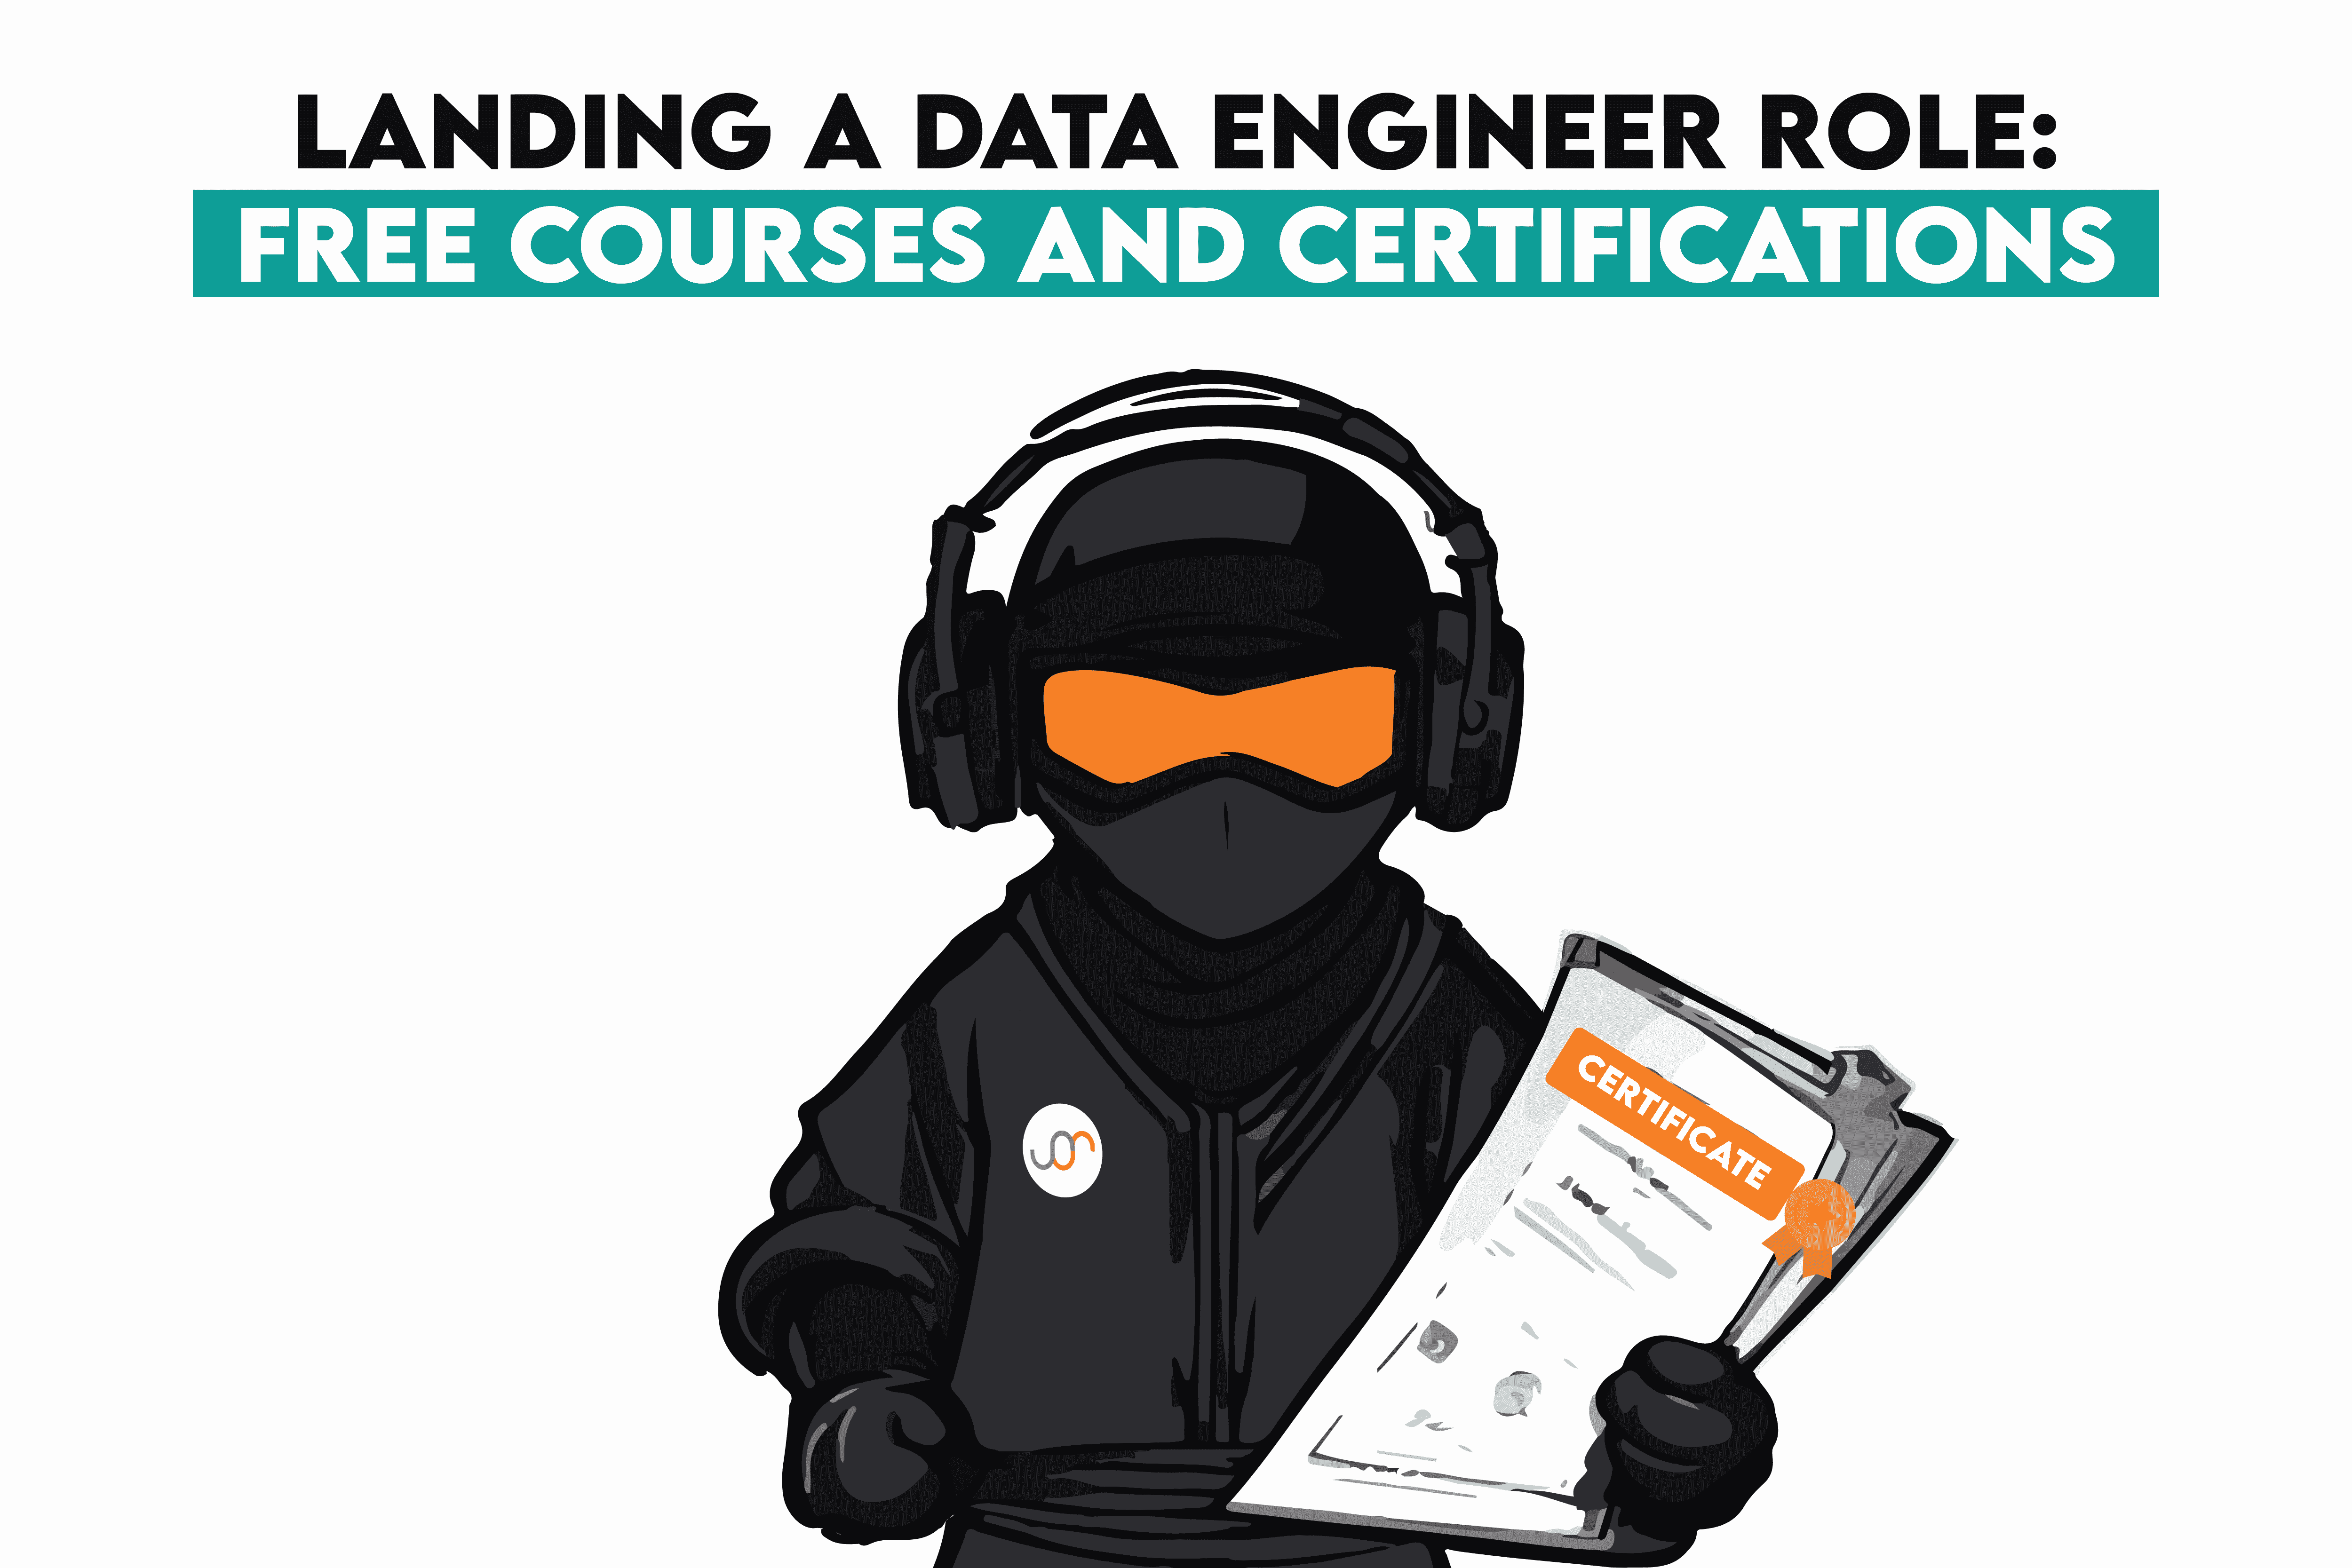 LANDING A DATA ENGINEER ROLE:
FREE COURSES AND CERTIFICATIONS
CERTIFICATE